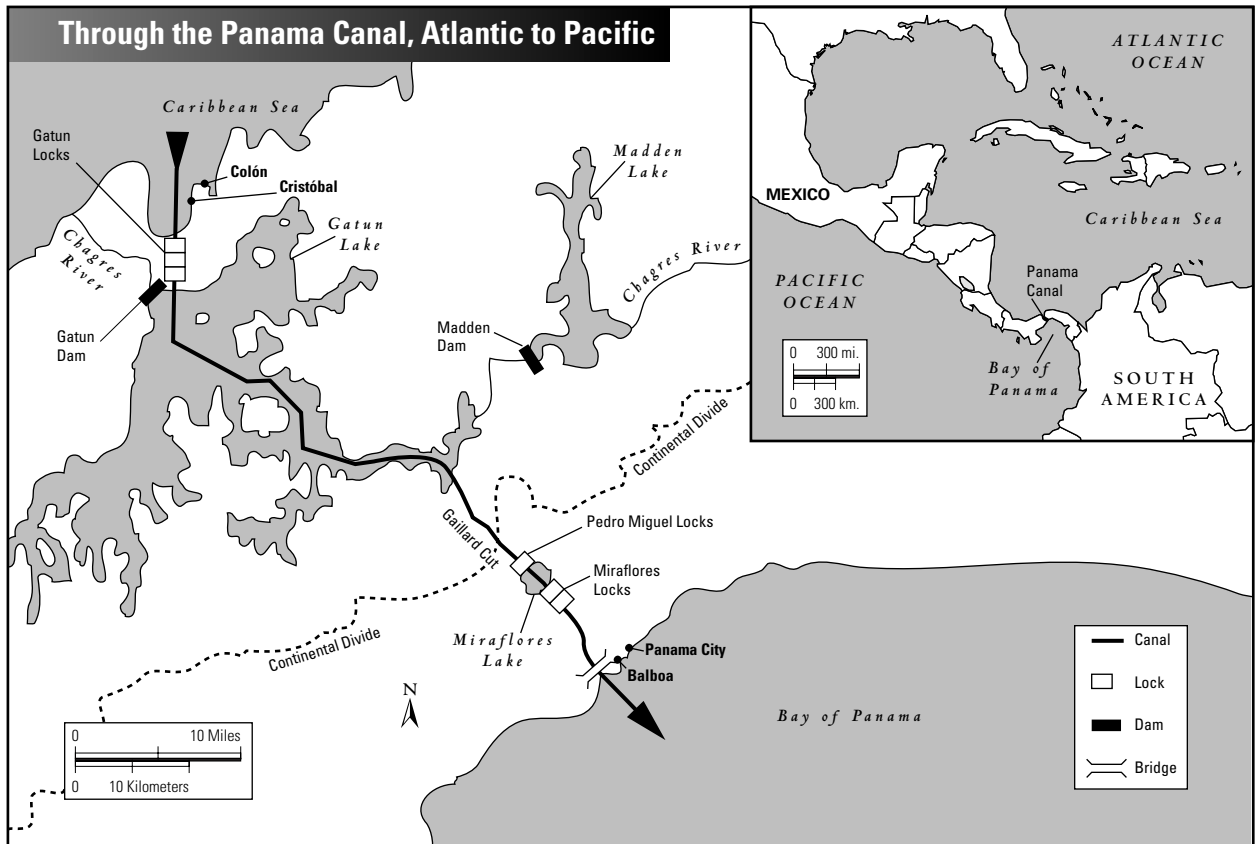 Through the Panama Canal, Atlantic to Pacific
Caribbean Sea
Gatun
Locks
Colón
Cristóbal
Gatun
Lake
Chagres
River
Gatun
Dam
Madden
Lake
Chagres River
Madden
Dam
Continental Divide
Gaillard Cut
Pedro Miguel Locks
Miraflores
Locks
Miraflores
Lake
Continental Divide
Panama City
Balboa
Bay of Panama
N
0 10 Miles
0 10 Kilometers
Canal
Lock
Dam
Bridge
ATLANTIC
OCEAN
MEXICO
Caribbean Sea
PACIFIC
OCEAN
Panama
Canal
Bay of
Panama
SOUTH
AMERICA
0 300 mi.
0 300 km.